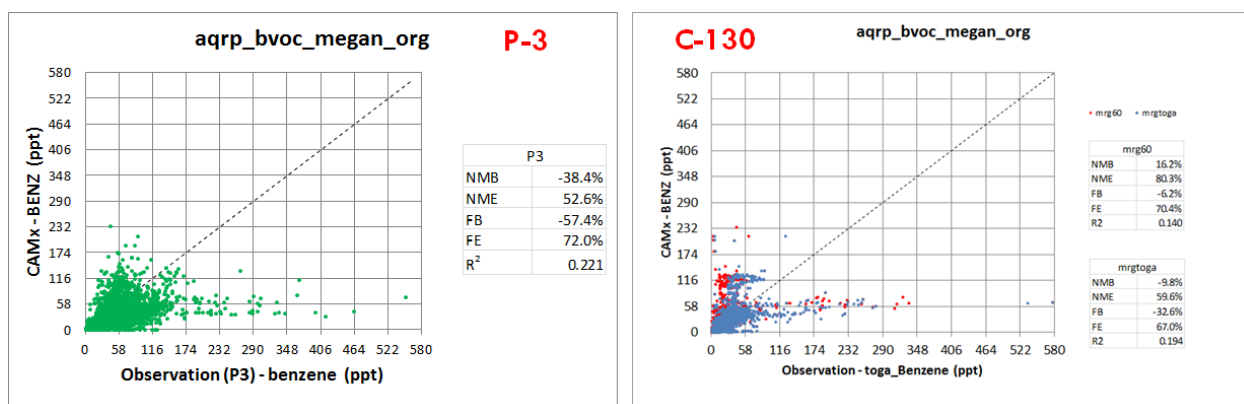 aqrp_bvoc_megan_org
P-3
580
522
464
406
348
290
232
174
116
58
0
CAMx - BENZ (ppt)
0 58 116 174 232 290 348 406 464 522 580
Observation (P3) - benzene (ppt)
P3
NMB -38.4%
NME 52.6%
FB -57.4%
FE 72.0%
R² 0.221
C-130
aqrp_bvoc_megan_org
580
522
464
406
348
290
232
174
116
58
0
CAMx - BENZ (ppt)
0 58 116 174 232 290 348 406 464 522 580
Observation - toga_Benzene (ppt)
mrg60 mrgtoga
mrg60
NMB 16.2%
NME 80.3%
FB -6.2%
FE 70.4%
R2 0.140
mrgtoga
NMB -9.8%
NME 59.6%
FB -32.6%
FE 67.0%
R2 0.194